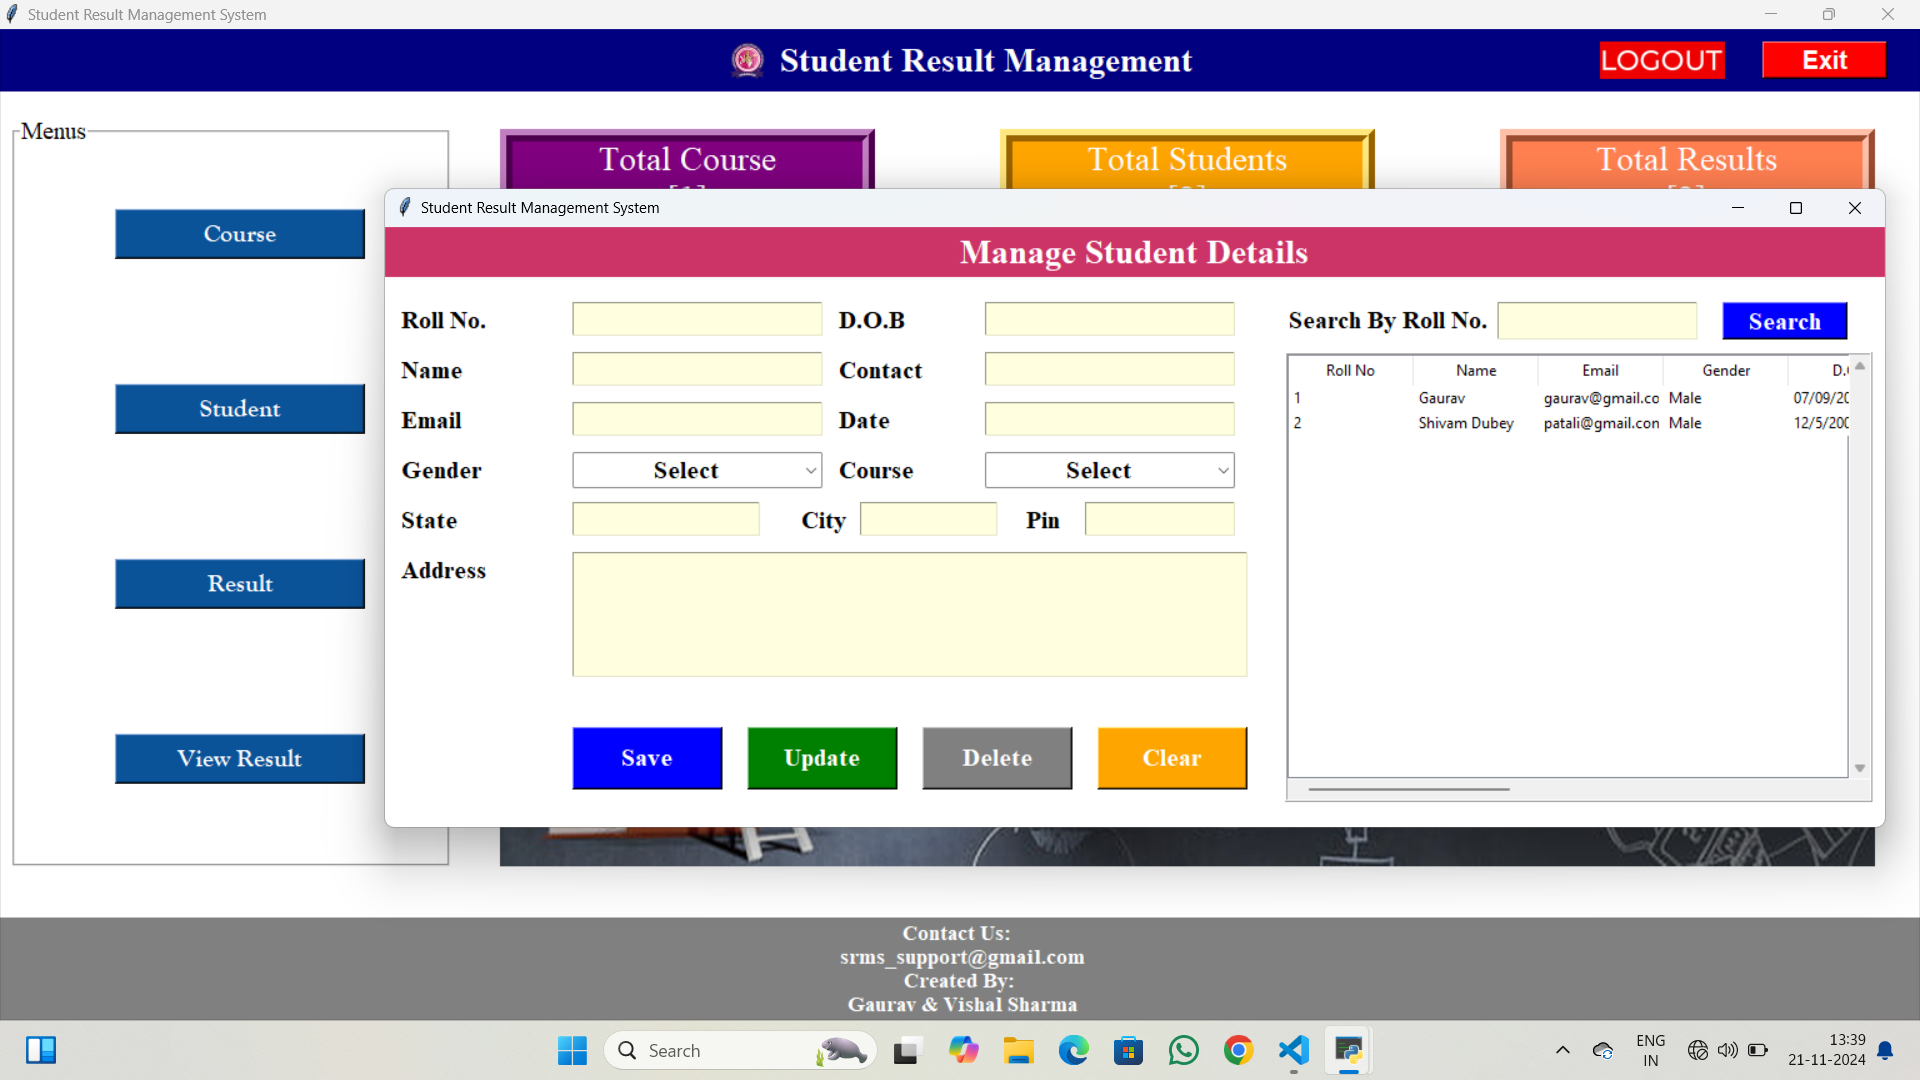 Student Result Management System
Student Result Management
LOGOUT
Exit
Menus
Course
Student
Result
View Result
Total Course
Total Students
Total Results
Student Result Management System
Manage Student Details
Roll No.
D.O.B
Name
Contact
Email
Date
Gender
Select
Course
Select
State
City
Pin
Address
Save
Update
Delete
Clear
Search By Roll No.
Search
Roll No Name Email Gender
1 Gaurav gaurav@gmail.co Male 07/09/20
2 Shivam Dubey patali@gmail.con Male 12/5/200
Contact Us:
srms_support@gmail.com
Created By:
Gaurav & Vishal Sharma
Search
ENG
IN
13:39
21-11-2024